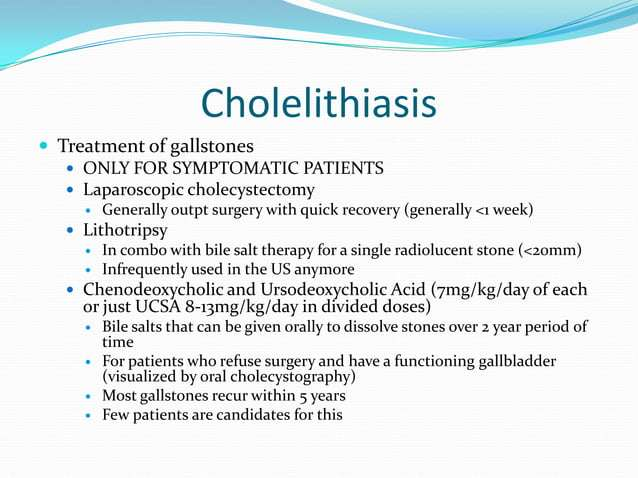 Cholelithiasis
• Treatment of gallstones
• ONLY FOR SYMPTOMATIC PATIENTS
• Laparoscopic cholecystectomy
• Generally outpt surgery with quick recovery (generally <1 week)
• Lithotripsy
• In combo with bile salt therapy for a single radiolucent stone (<20mm)
• Infrequently used in the US anymore
• Chenodeoxycholic and Ursodeoxycholic Acid (7mg/kg/day of each
or just UCSA 8-13mg/kg/day in divided doses)
• Bile salts that can be given orally to dissolve stones over 2 year period of
time
• For patients who refuse surgery and have a functioning gallbladder
(visualized by oral cholecystography)
• Most gallstones recur within 5 years
• Few patients are candidates for this